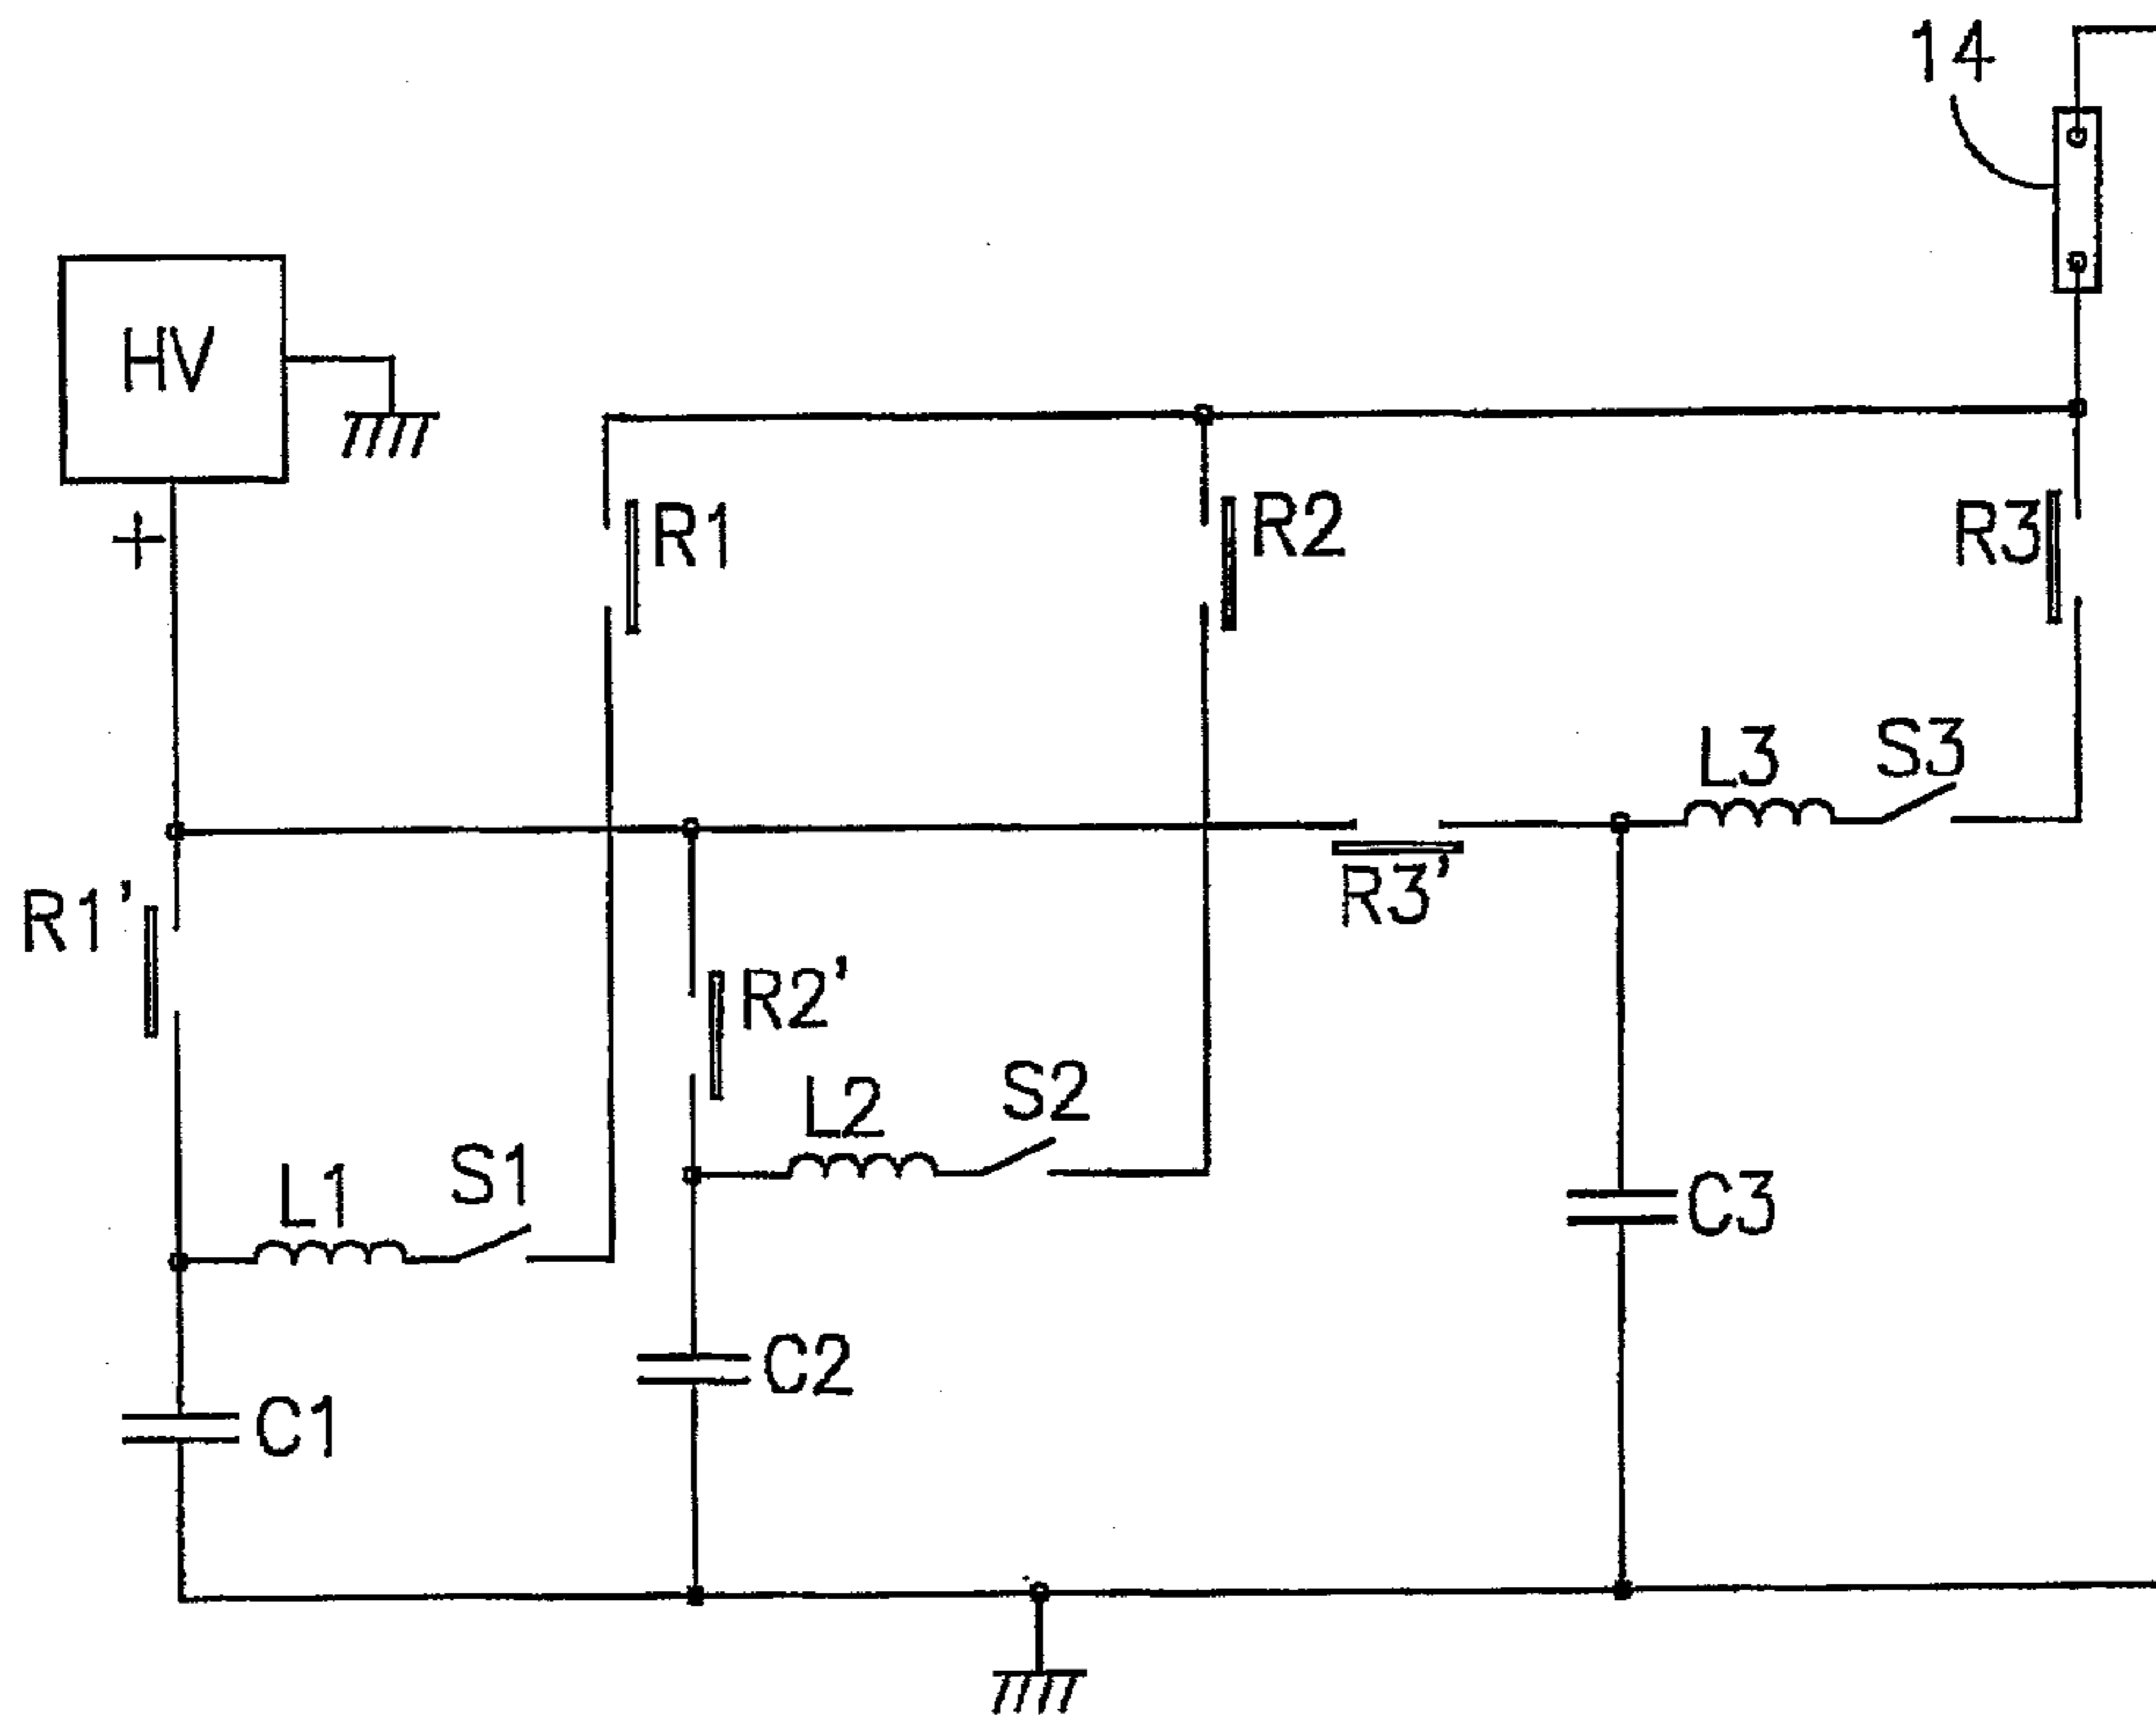 14
HV
+
R1
R2
R3
L3
S3
R1'
R3'
R2'
L2
S2
L1
S1
C3
C2
C1